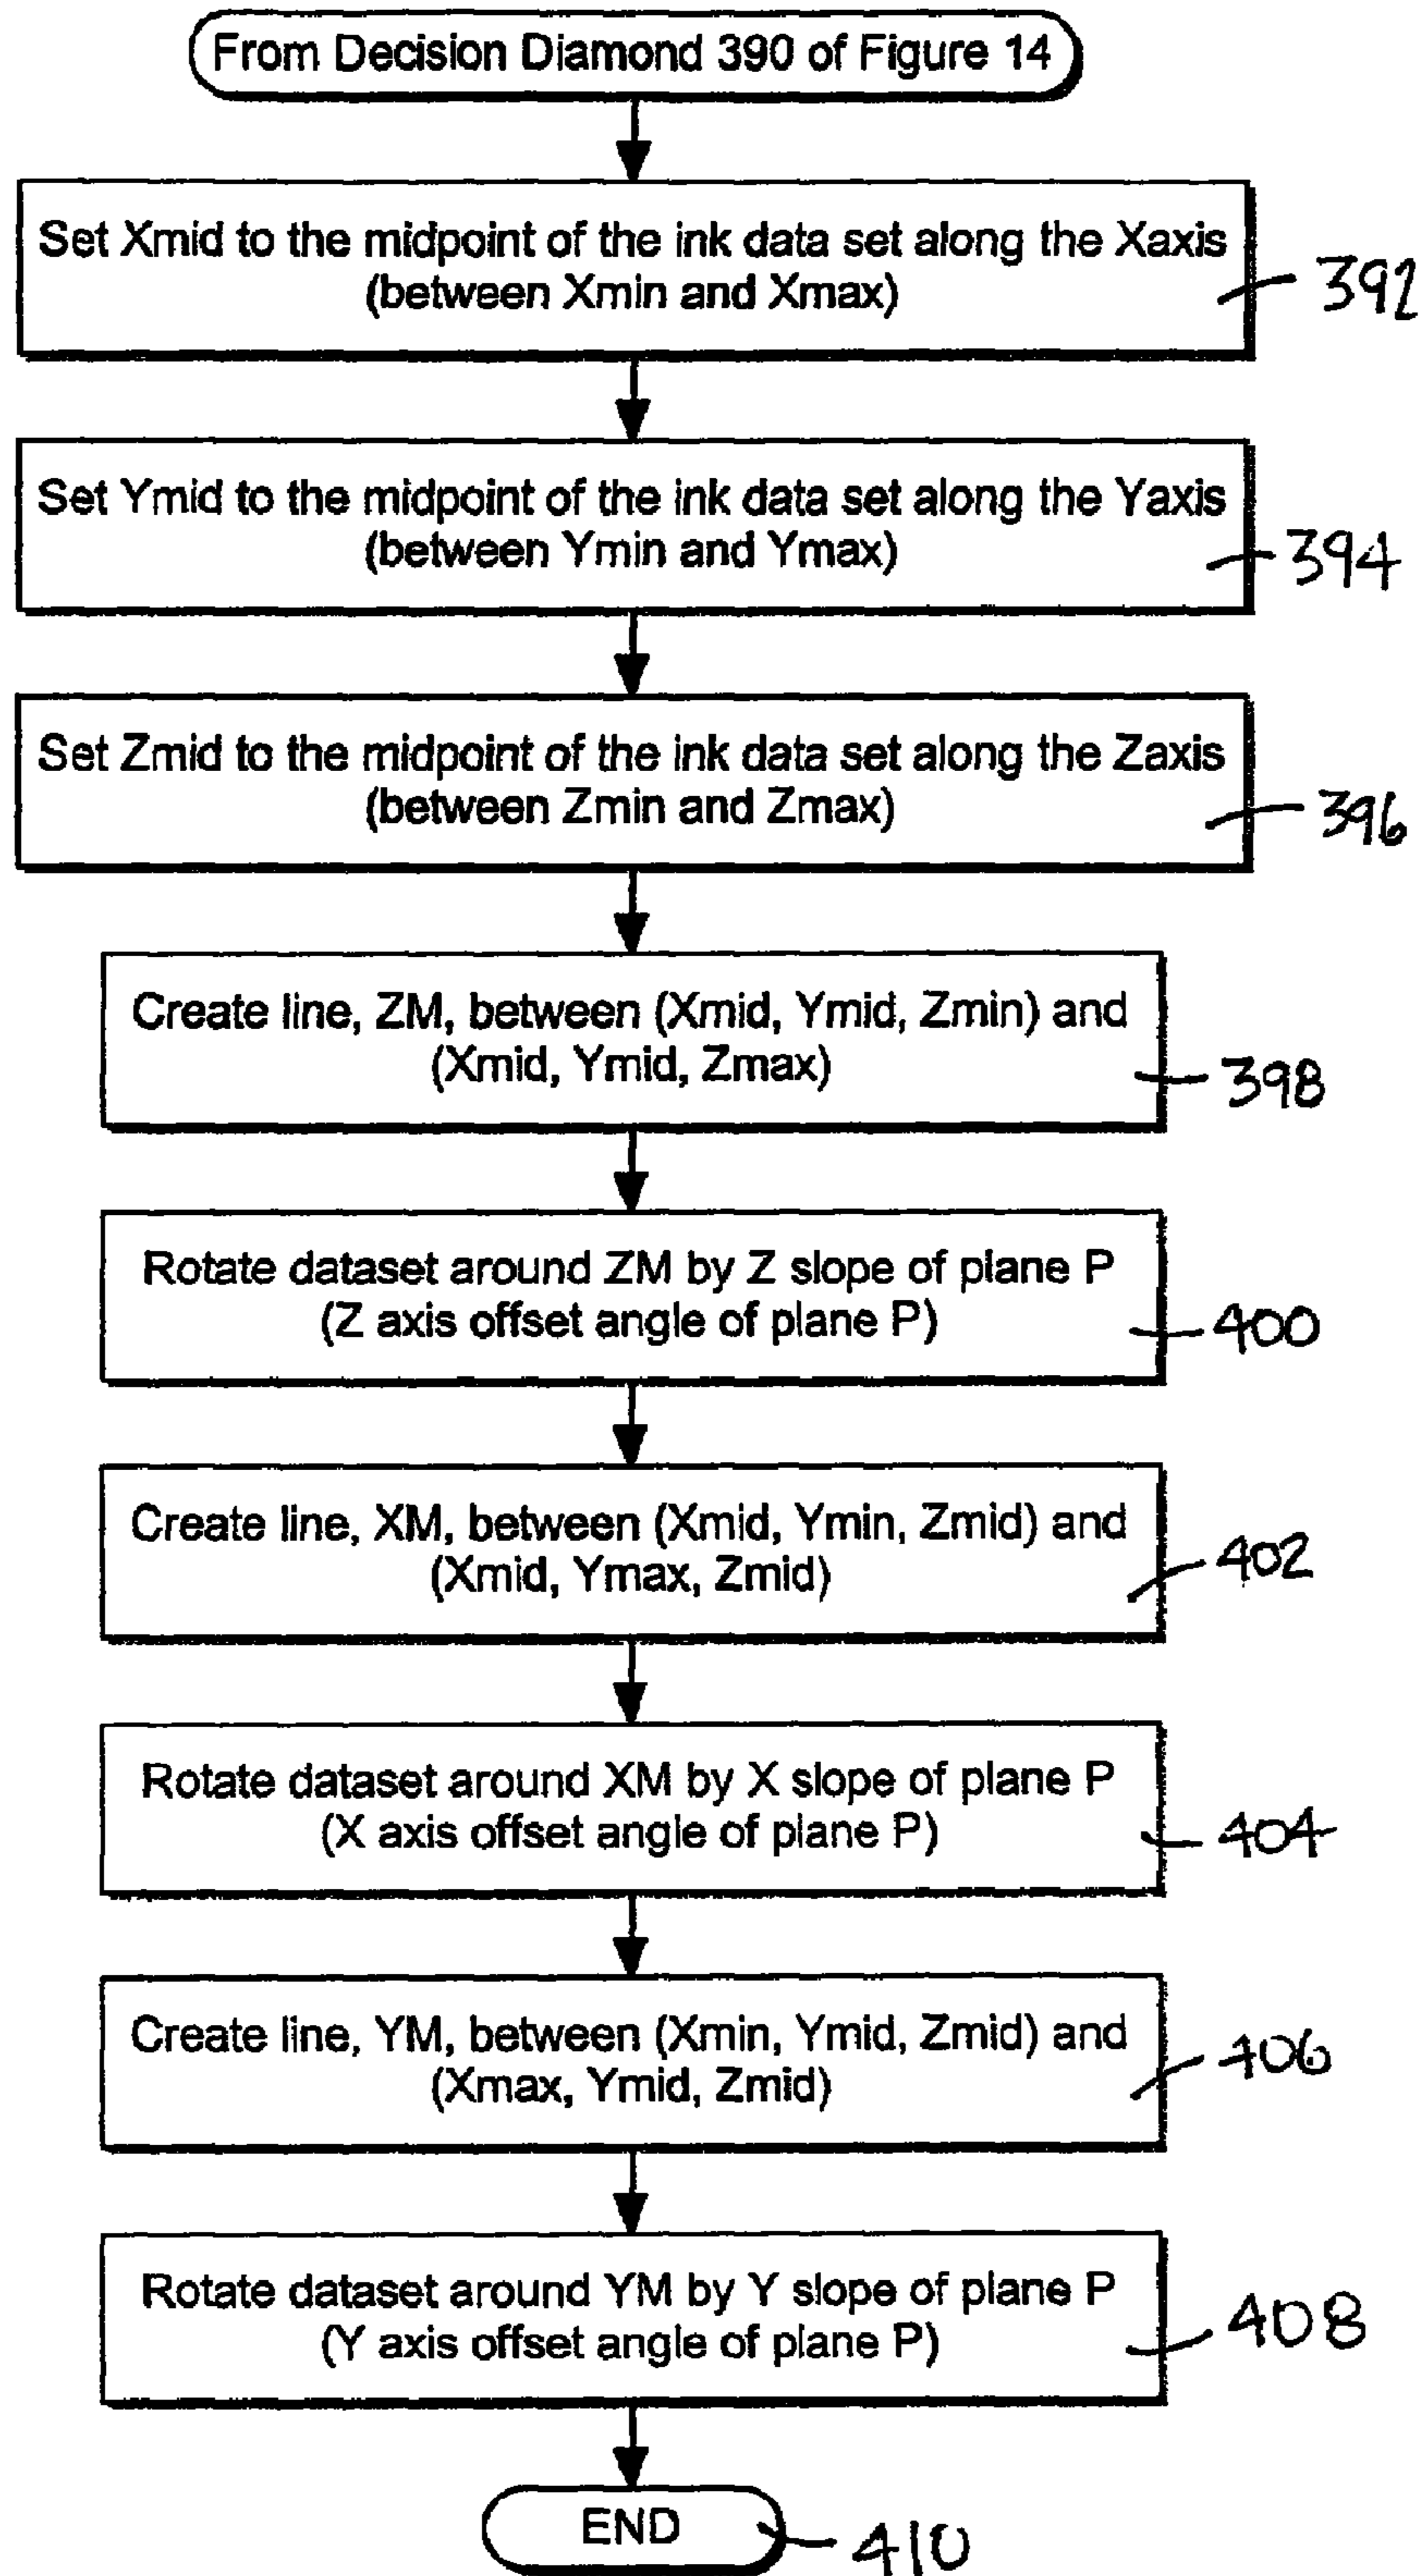 From Decision Diamond 390 of Figure 14
Set Xmid to the midpoint of the ink data set along the Xaxis
(between Xmin and Xmax)
392
Set Ymid to the midpoint of the ink data set along the Yaxis
(between Ymin and Ymax)
394
Set Zmid to the midpoint of the ink data set along the Zaxis
(between Zmin and Zmax)
396
Create line, ZM, between (Xmid, Ymid, Zmin) and
(Xmid, Ymid, Zmax)
398
Rotate dataset around ZM by Z slope of plane P
(Z axis offset angle of plane P)
400
Create line, XM, between (Xmid, Ymin, Zmid) and
(Xmid, Ymax, Zmid)
402
Rotate dataset around XM by X slope of plane P
(X axis offset angle of plane P)
404
Create line, YM, between (Xmin, Ymid, Zmid) and
(Xmax, Ymid, Zmid)
406
Rotate dataset around YM by Y slope of plane P
(Y axis offset angle of plane P)
408
END
410